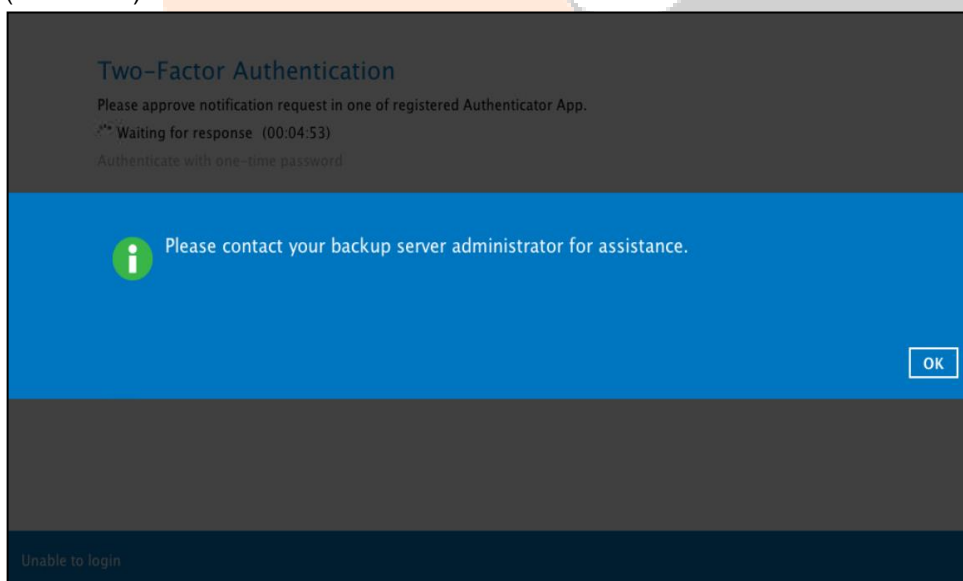 Two-Factor Authentication
Please approve notification request in one of registered Authenticator App.
Waiting for response (00:04:53)
Authenticate with one-time password
Please contact your backup server administrator for assistance.
OK
Unable to login